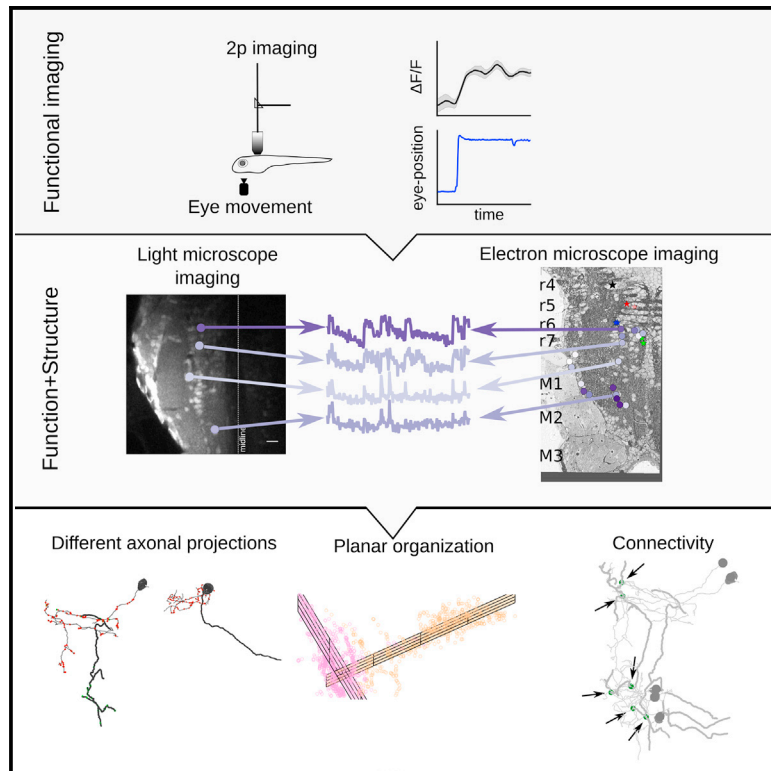 Functional imaging
2p imaging
Eye movement
ΔF/F
eye-position
time
Function+Structure
Light microscope
imaging
midline
Electron microscope imaging
r4
r5
r6
r7
M1
M2
M3
Different axonal projections
Planar organization
Connectivity